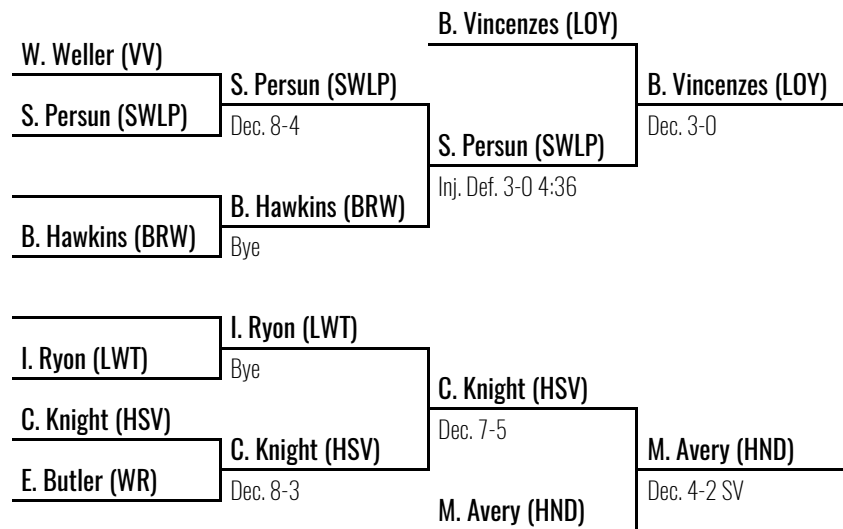 W. Weller (VV)
S. Persun (SWLP)
B. Hawkins (BRW)
I. Ryon (LWT)
C. Knight (HSV)
E. Butler (WR)
S. Persun (SWLP)
Dec. 8-4
B. Hawkins (BRW)
Bye
I. Ryon (LWT)
Bye
C. Knight (HSV)
Dec. 8-3
B. Vincenzes (LOY)
S. Persun (SWLP)
Inj. Def. 3-0 4:36
C. Knight (HSV)
Dec. 7-5
M. Avery (HND)
B. Vincenzes (LOY)
Dec. 3-0
M. Avery (HND)
Dec. 4-2 SV